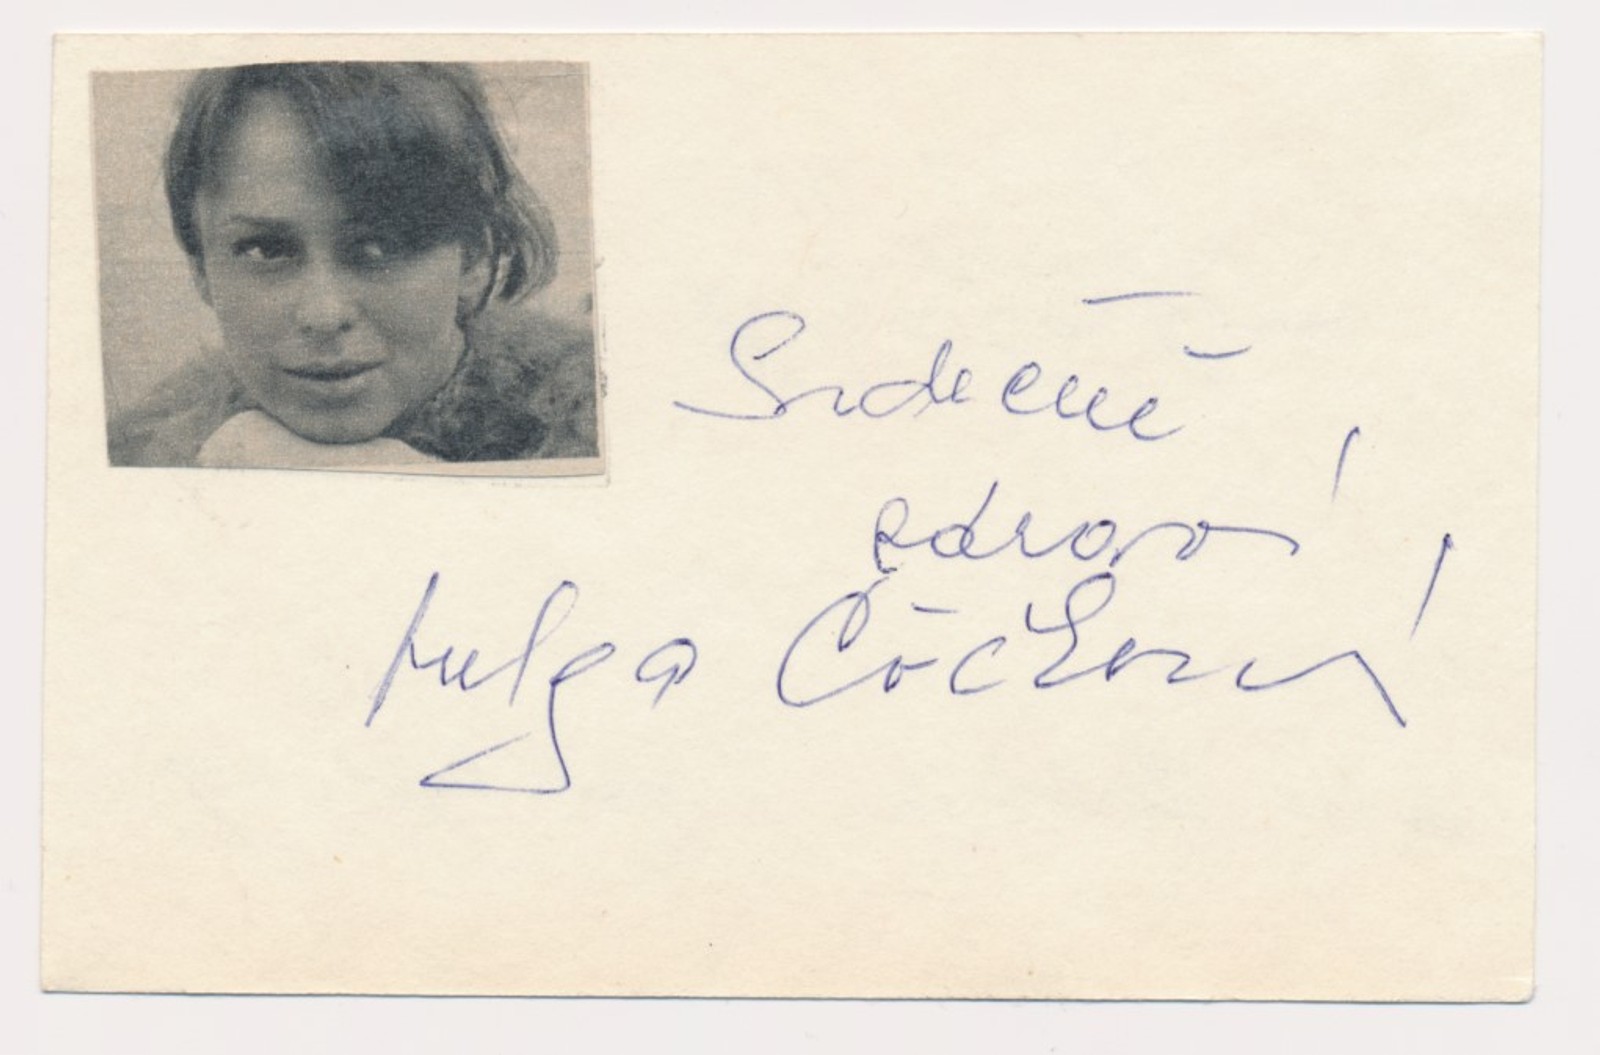 Srdečně
zdraví
Helga Čočková